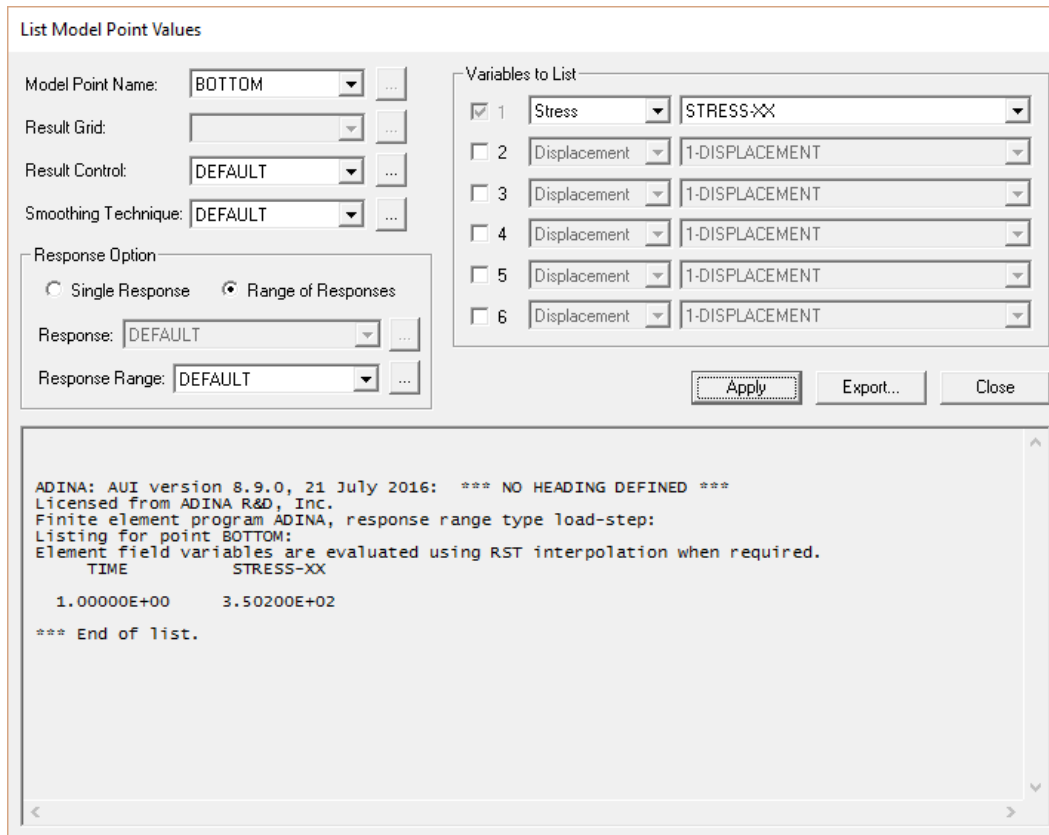 List Model Point Values
Model Point Name: BOTTOM ...
Result Grid: ...
Result Control: DEFAULT ...
Smoothing Technique: DEFAULT ...
Response Option
Single Response Range of Responses
Response: DEFAULT ...
Response Range: DEFAULT ...
Variables to List
1 Stress STRESS-XX
2 Displacement 1-DISPLACEMENT
3 Displacement 1-DISPLACEMENT
4 Displacement 1-DISPLACEMENT
5 Displacement 1-DISPLACEMENT
6 Displacement 1-DISPLACEMENT
Apply Export... Close
ADINA: AUI version 8.9.0, 21 July 2016: *** NO HEADING DEFINED ***
Licensed from ADINA R&D, Inc.
Finite element program ADINA, response range type load-step:
Listing for point BOTTOM:
Element field variables are evaluated using RST interpolation when required.
TIME STRESS-XX
1.00000E+00 3.50200E+02
*** End of list.